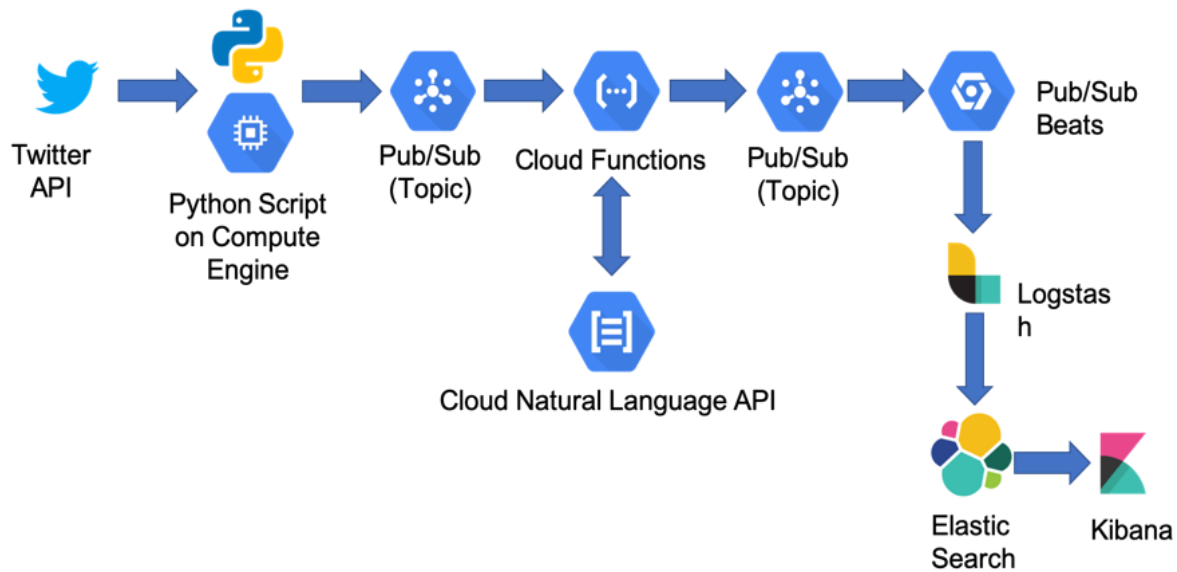 Twitter
API
Python Script
on Compute
Engine
Pub/Sub
(Topic)
Cloud Functions
Pub/Sub
(Topic)
Pub/Sub
Beats
Cloud Natural Language API
Logstas
h
Elastic
Search
Kibana